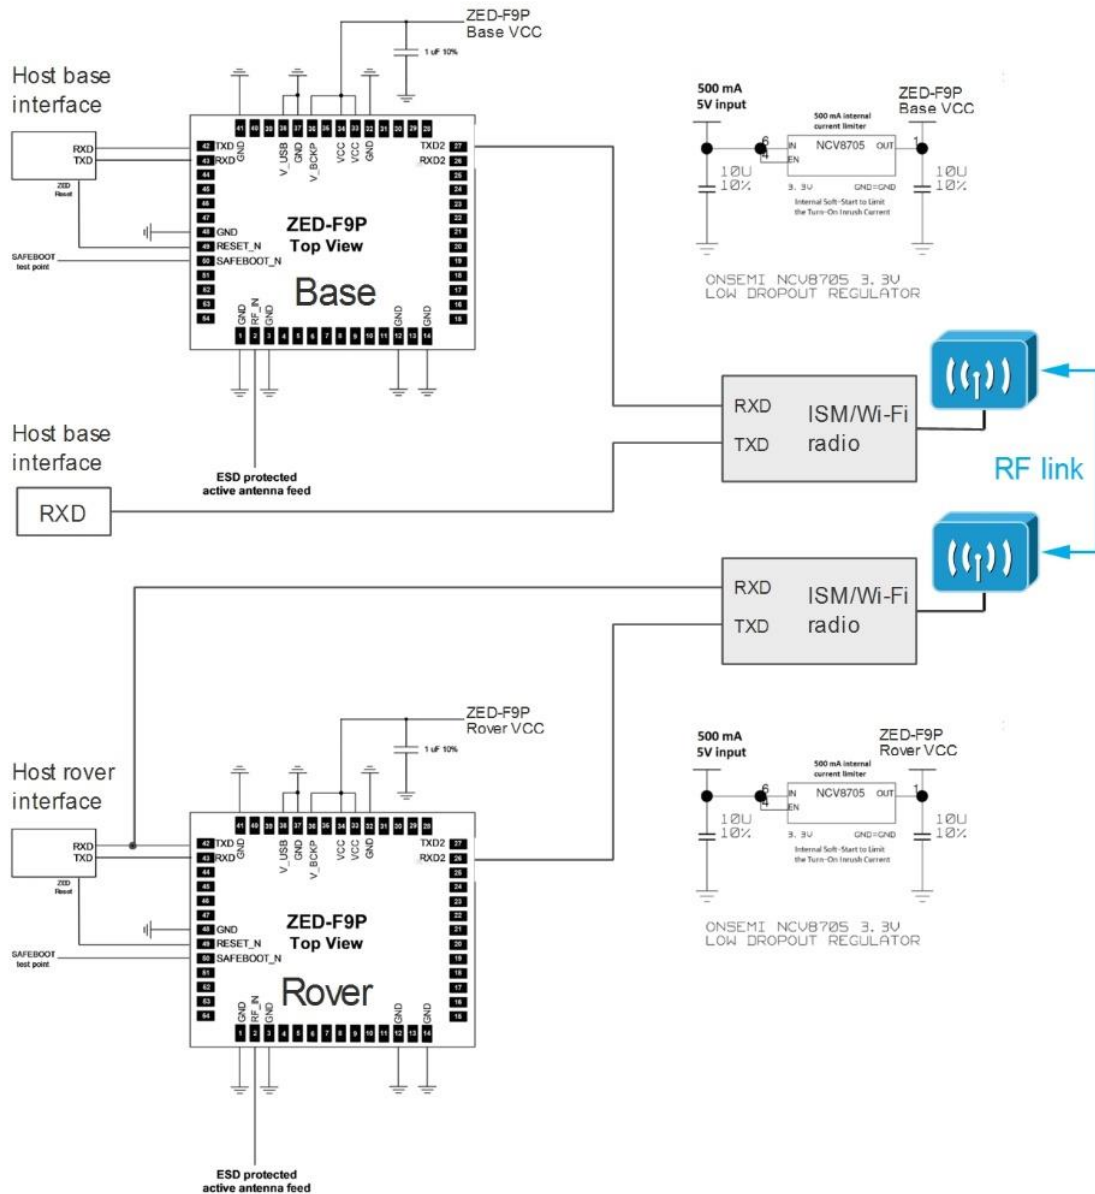 ZED-F9P
Base VCC
1 uF 10%
Host base
interface
RXD
TXD
ZED
Reset
SAFEBOOT
test point
41 40 39 38 37 36 34 33 32 31 30 29 28
GND
V_USB
GND
V_BCKP
VCC
VCC
GND
42 TXD
43 RXD
44
45
46
47
48 GND
49 RESET_N
50 SAFEBOOT_N
51
52
53
54
TXD2 27
RXD2 26
25
24
23
22
21
20
19
18
17
16
15
ZED-F9P
Top View
Base
GND
RF_IN
GND
GND
GND
1 2 3 4 5 6 7 8 9 10 11 12 13 14
ESD protected
active antenna feed
500 mA
5V input
ZED-F9P
Base VCC
500 mA internal
current limiter
6 IN NCV8705 OUT 1
4 EN
10U
10%
3.3V GND=GND
10U
10%
Internal Soft-Start to Limit
the Turn-On Inrush Current
ONSEMI NCV8705 3.3V
LOW DROPOUT REGULATOR
Host base
interface
RXD
RXD
TXD
ISM/Wi-Fi
radio
RF link
RXD
TXD
ISM/Wi-Fi
radio
ZED-F9P
Rover VCC
1 uF 10%
Host rover
interface
RXD
TXD
ZED
Reset
SAFEBOOT
test point
GND
V_USB
GND
V_BCKP
VCC
VCC
GND
42 TXD
43 RXD
44
45
46
47
48 GND
49 RESET_N
50 SAFEBOOT_N
51
52
53
54
TXD2 27
RXD2 26
25
24
23
22
21
20
19
18
17
16
15
ZED-F9P
Top View
Rover
GND
RF_IN
GND
GND
GND
1 2 3 4 5 6 7 8 9 10 11 12 13 14
ESD protected
active antenna feed
500 mA
5V input
ZED-F9P
Rover VCC
500 mA internal
current limiter
6 IN NCV8705 OUT 1
4 EN
10U
10%
3.3V GND=GND
10U
10%
Internal Soft-Start to Limit
the Turn-On Inrush Current
ONSEMI NCV8705 3.3V
LOW DROPOUT REGULATOR